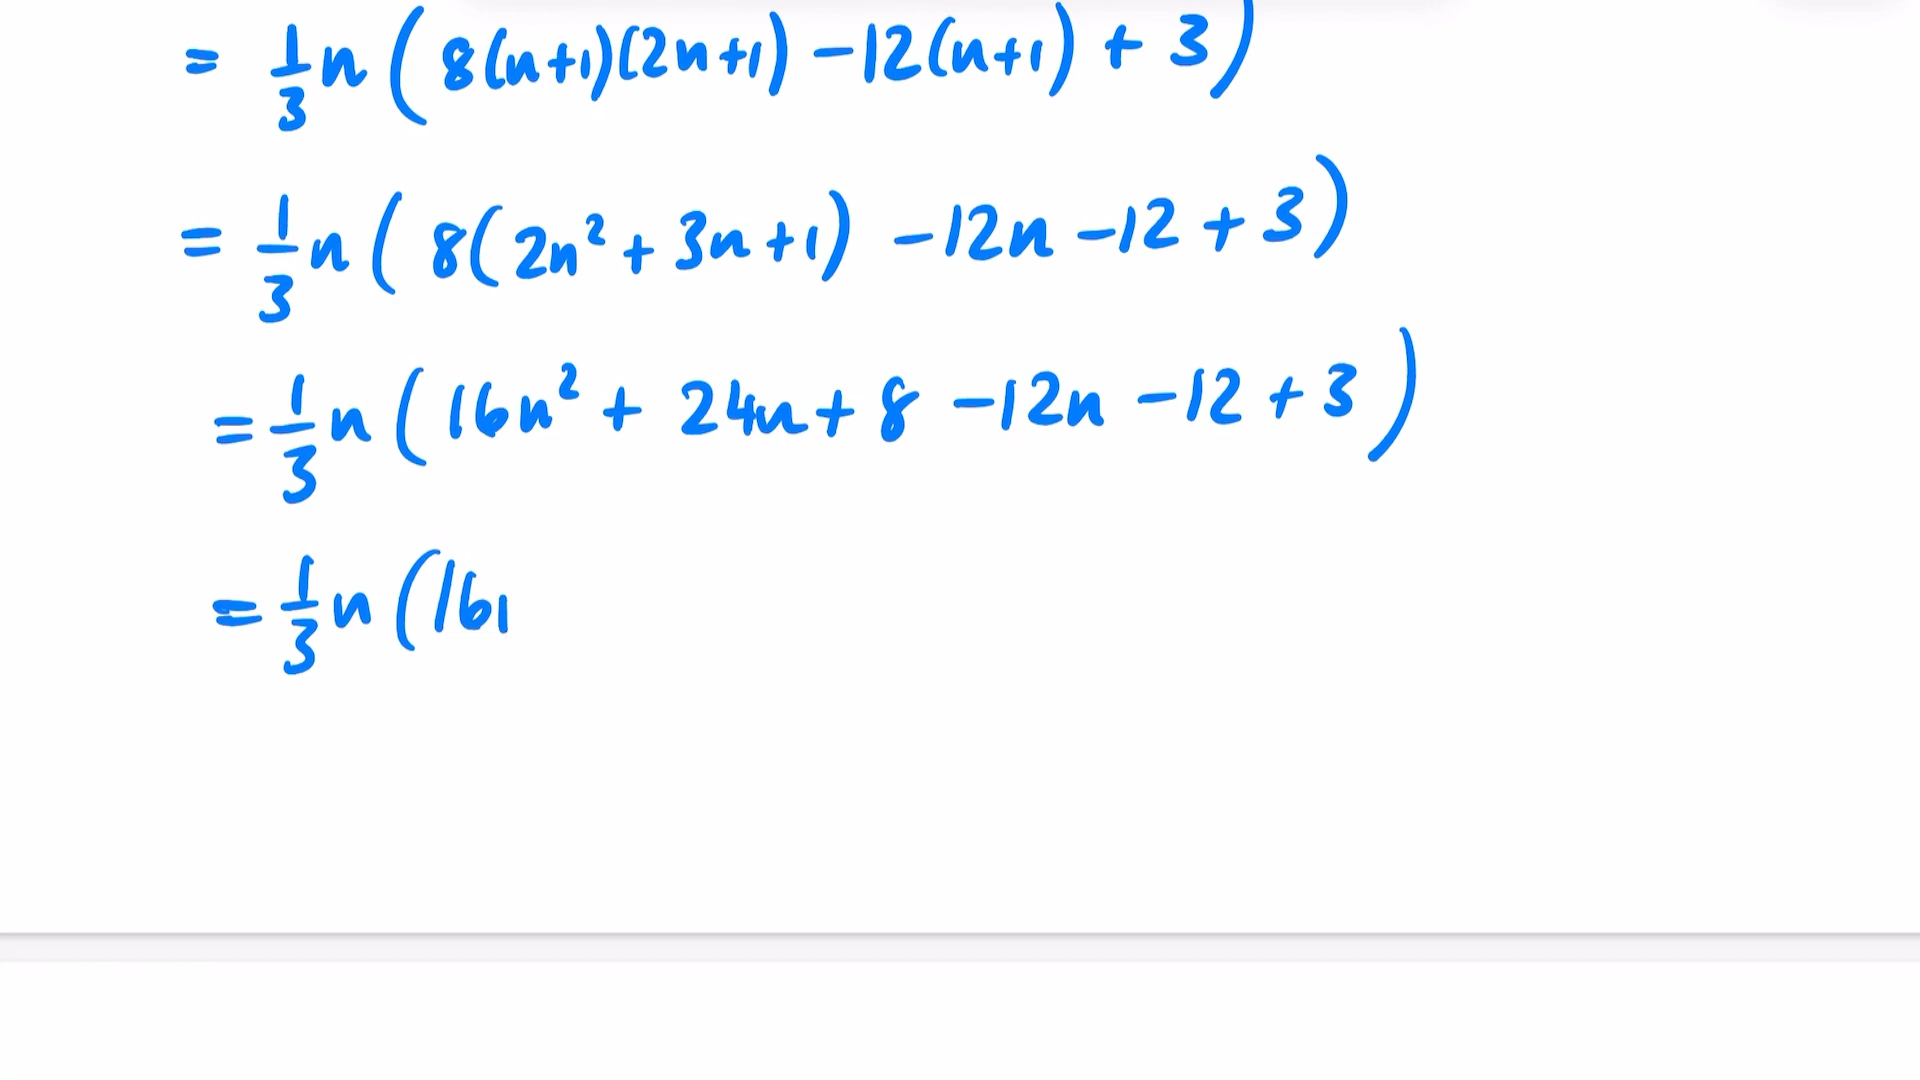 = 1/3 n ( 8(n+1)(2n+1) - 12(n+1) + 3 )
= 1/3 n ( 8( 2n² + 3n + 1) - 12n - 12 + 3 )
= 1/3 n ( 16n² + 24n + 8 - 12n - 12 + 3 )
= 1/3 n ( 16